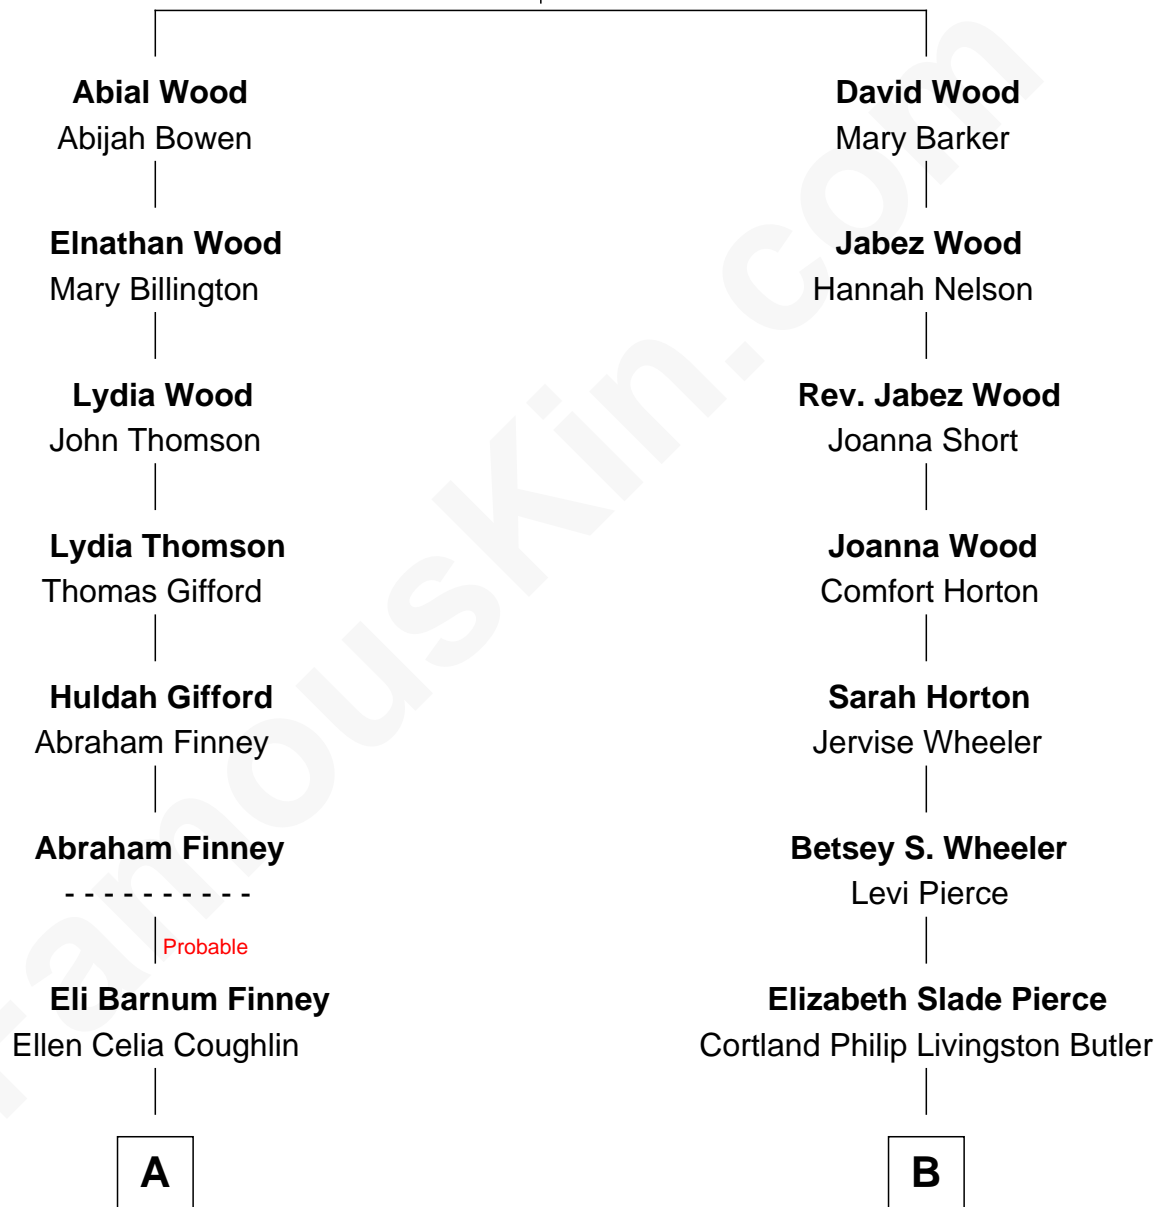 Abial Wood
Abijah Bowen
Elnathan Wood
Mary Billington
Lydia Wood
John Thomson
Lydia Thomson
Thomas Gifford
Huldah Gifford
Abraham Finney
Abraham Finney
- - - - - - - - - -
Probable
Eli Barnum Finney
Ellen Celia Coughlin
A
David Wood
Mary Barker
Jabez Wood
Hannah Nelson
Rev. Jabez Wood
Joanna Short
Joanna Wood
Comfort Horton
Sarah Horton
Jervise Wheeler
Betsey S. Wheeler
Levi Pierce
Elizabeth Slade Pierce
Cortland Philip Livingston Butler
B
FamousKin.com